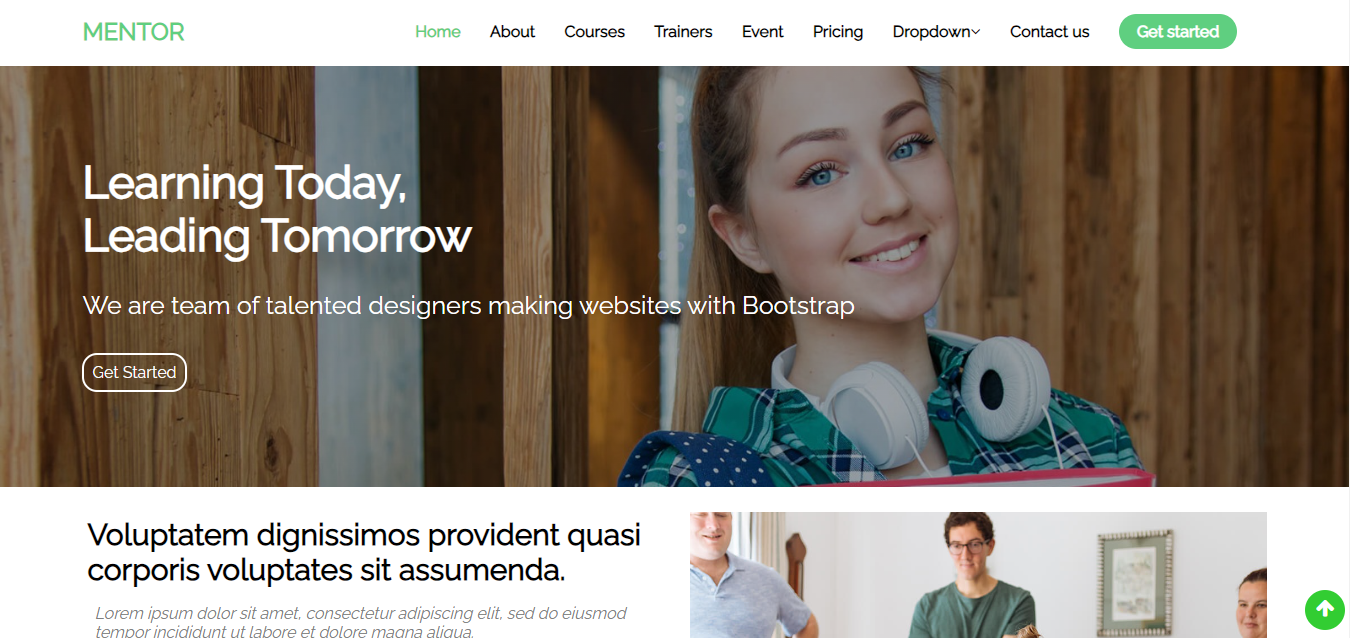 MENTOR
Home About Courses Trainers Event Pricing Dropdown Contact us Get started
Learning Today,
Leading Tomorrow
We are team of talented designers making websites with Bootstrap
Get Started
Voluptatem dignissimos provident quasi
corporis voluptates sit assumenda.
Lorem ipsum dolor sit amet, consectetur adipiscing elit, sed do eiusmod
tempor incididunt ut labore et dolore magna aliqua.